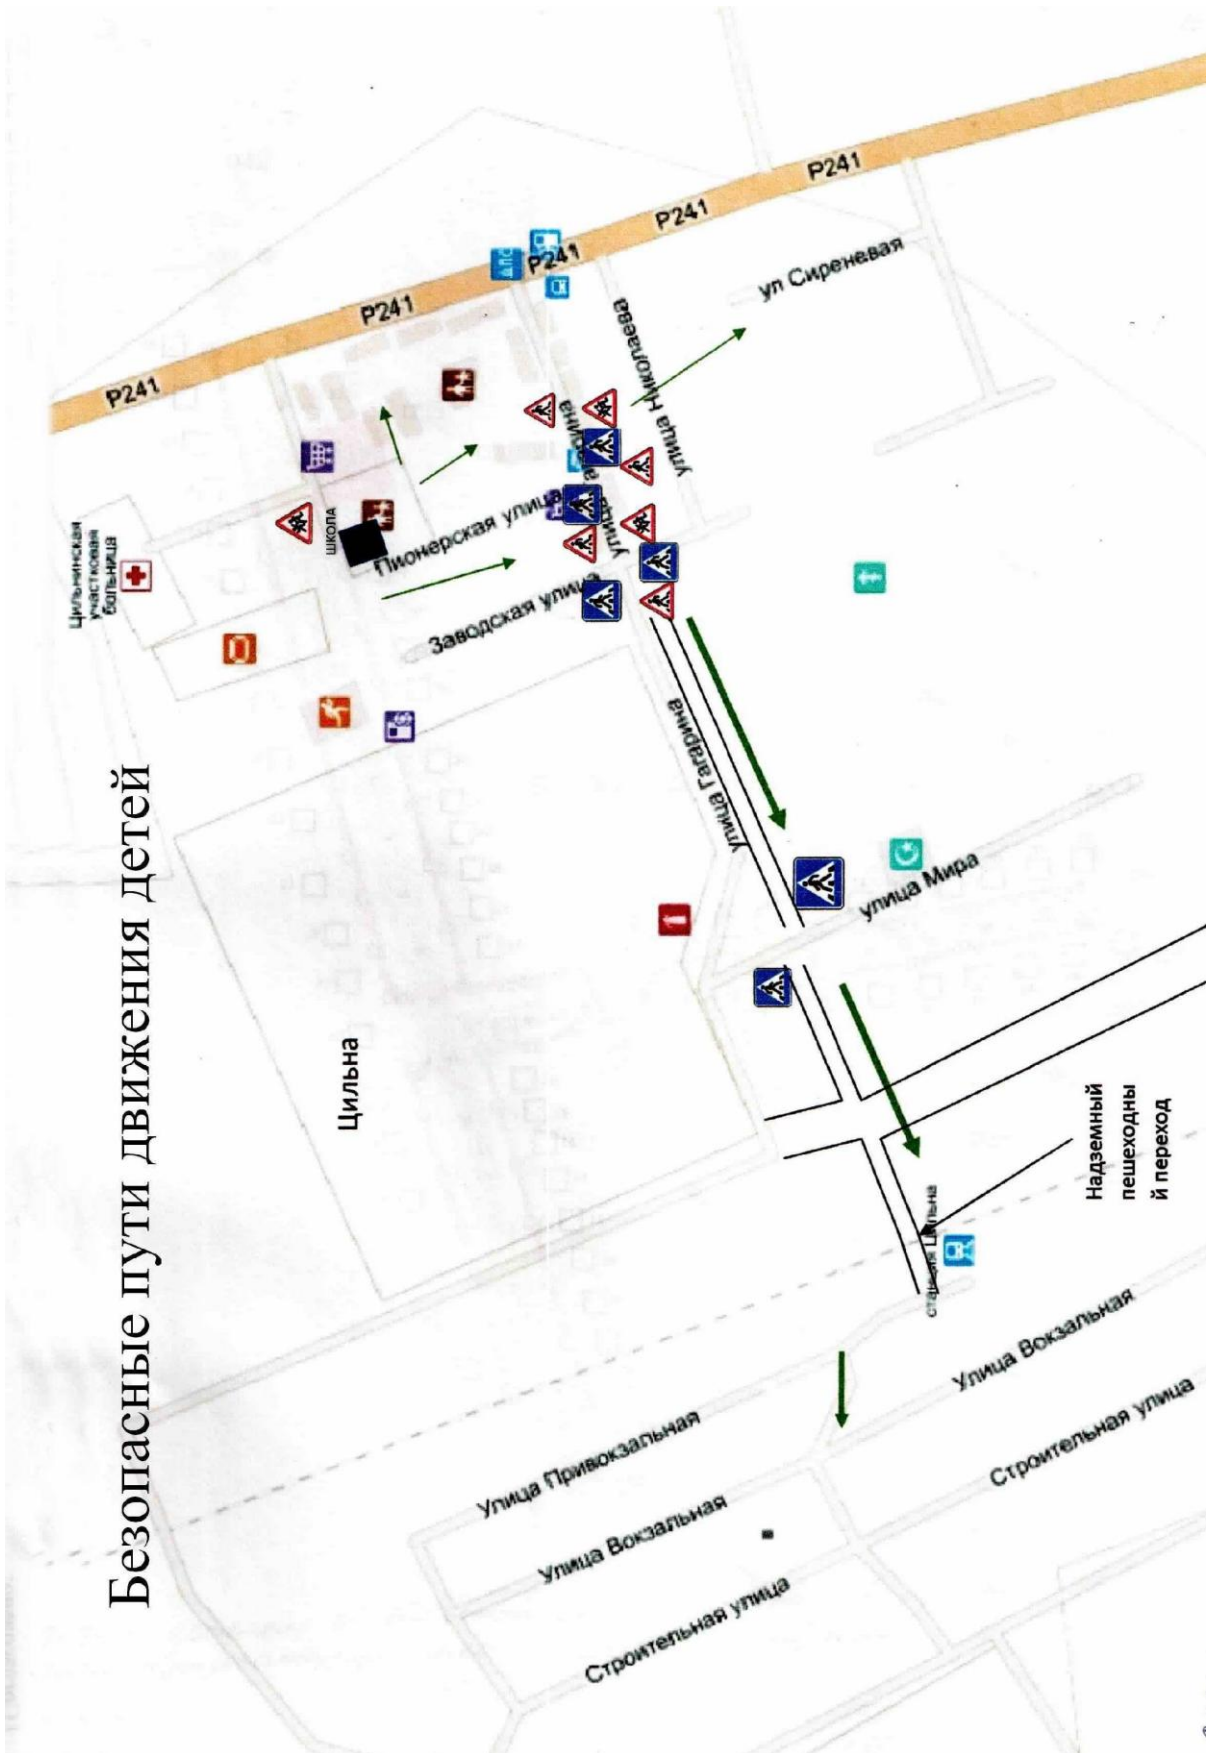 Безопасные пути движения детей
Цильнинская
участковая
больница
Р241
Р241
Р241
Р241
Р241
школа
Пионерская улица
Заводская улица
улица Николаева
ул Сиреневая
улица Гагарина
улица Мира
Цильна
Надземный
пешеходны
й переход
станция Цильна
Улица Привокзальная
Улица Вокзальная
Улица Вокзальная
Строительная улица
Строительная улица